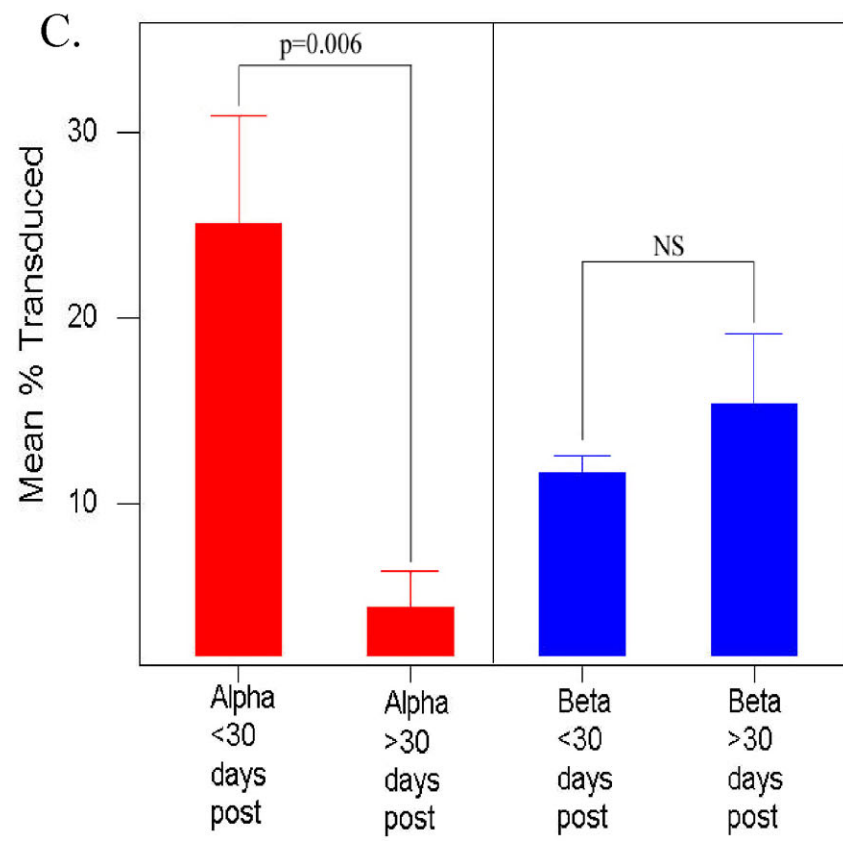 C.
p=0.006
NS
Mean % Transduced
30
20
10
Alpha
<30
days
post
Alpha
>30
days
post
Beta
<30
days
post
Beta
>30
days
post